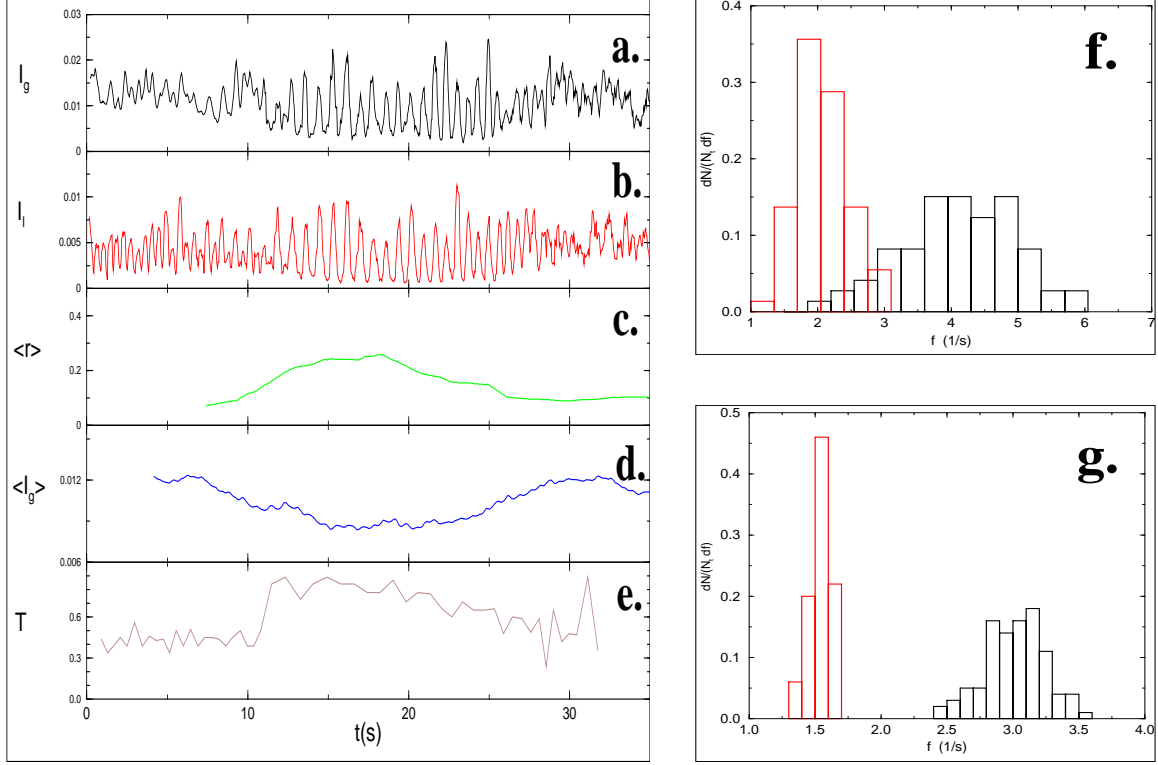 0.03
a.
0.02
I_g
0.01
0
b.
0.01
I_l
0.005
0
c.
0.4
<r>
0.2
0
d.
0.012
<I_g>
0.006
e.
0.6
T
0.3
0.0
0 10 20 30
t(s)
0.4
f.
0.3
dN/(N_t df)
0.2
0.1
0.0
1 2 3 4 5 6 7
f (1/s)
0.5
g.
0.4
0.3
dN/(N_t df)
0.2
0.1
0.0
1.0 1.5 2.0 2.5 3.0 3.5 4.0
f (1/s)